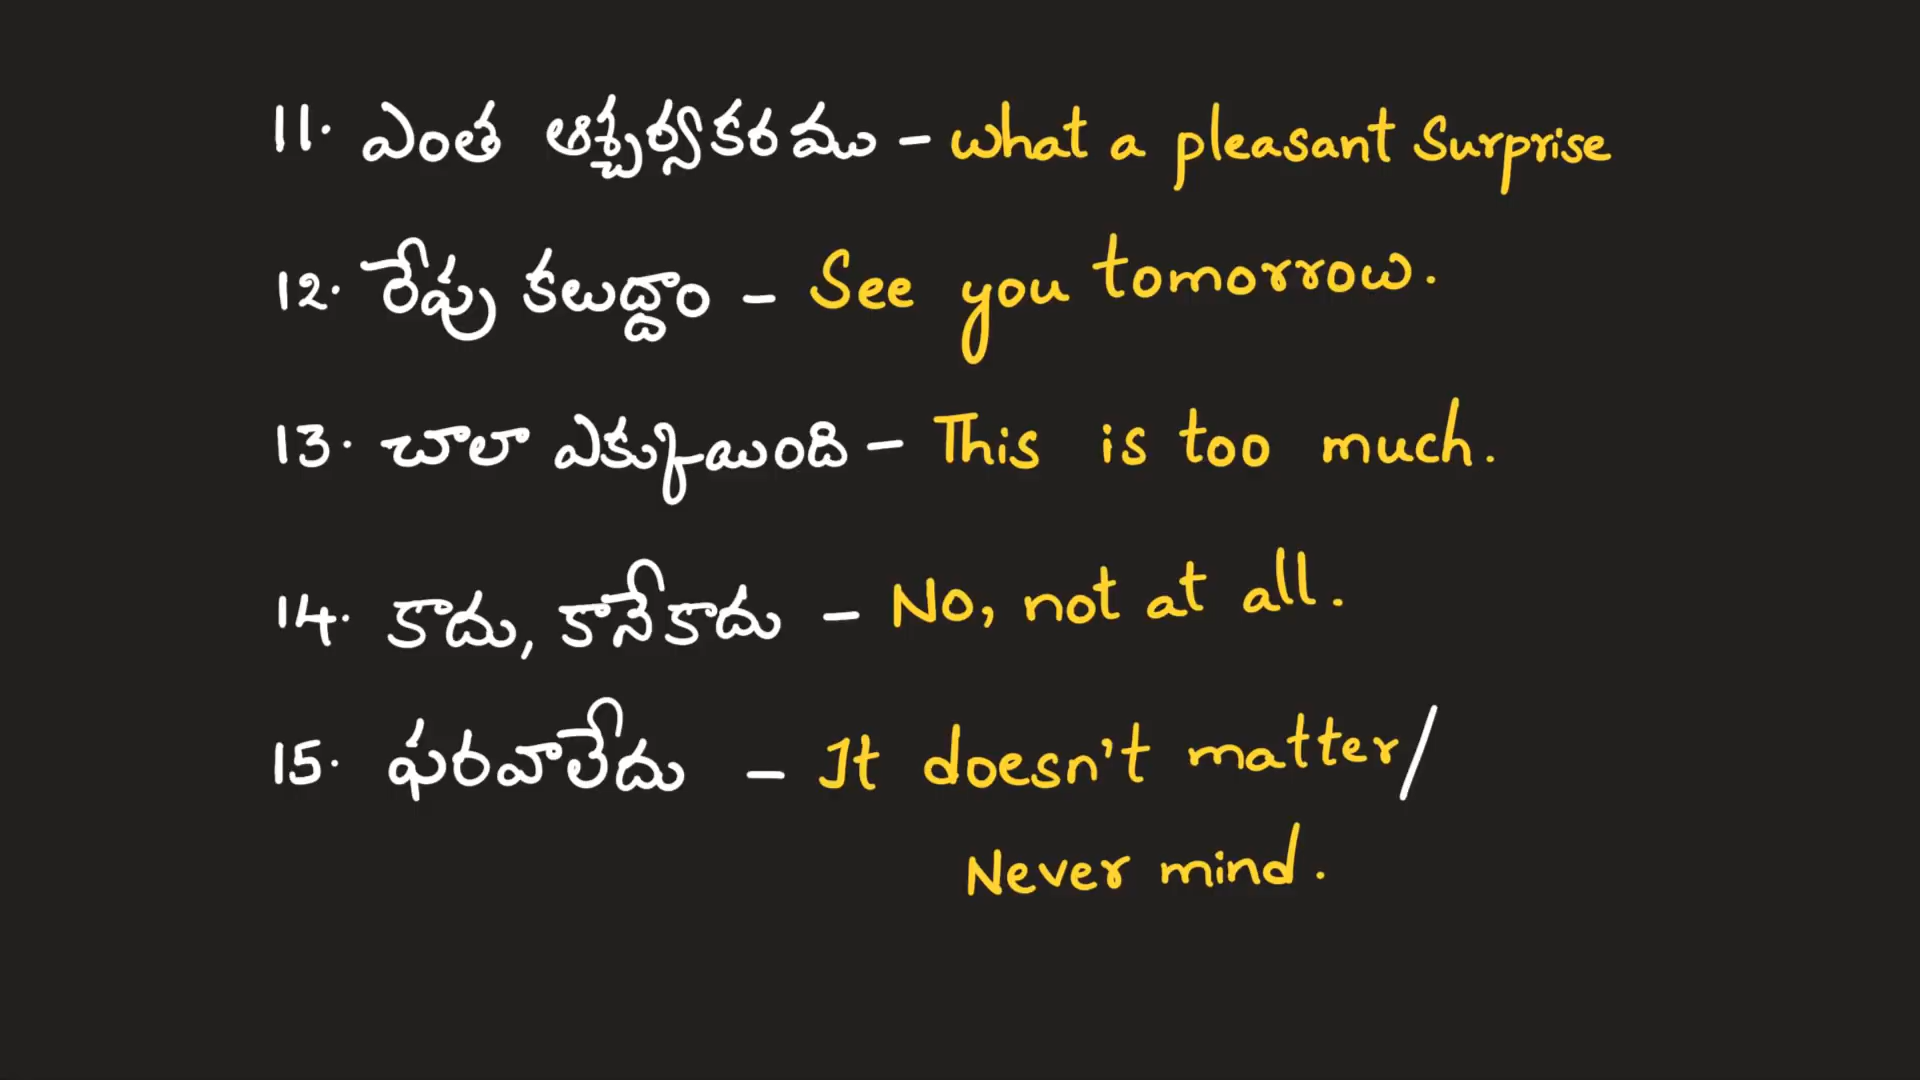 11. ఎంత ఆశ్చర్యకరము - what a pleasant Surprise
12. రేపు కలుద్దాం - See you tomorrow.
13. చాలా ఎక్కుయింది - This is too much.
14. కాదు, కానేకాదు - No, not at all.
15. ఫరవాలేదు - It doesn't matter/
Never mind.